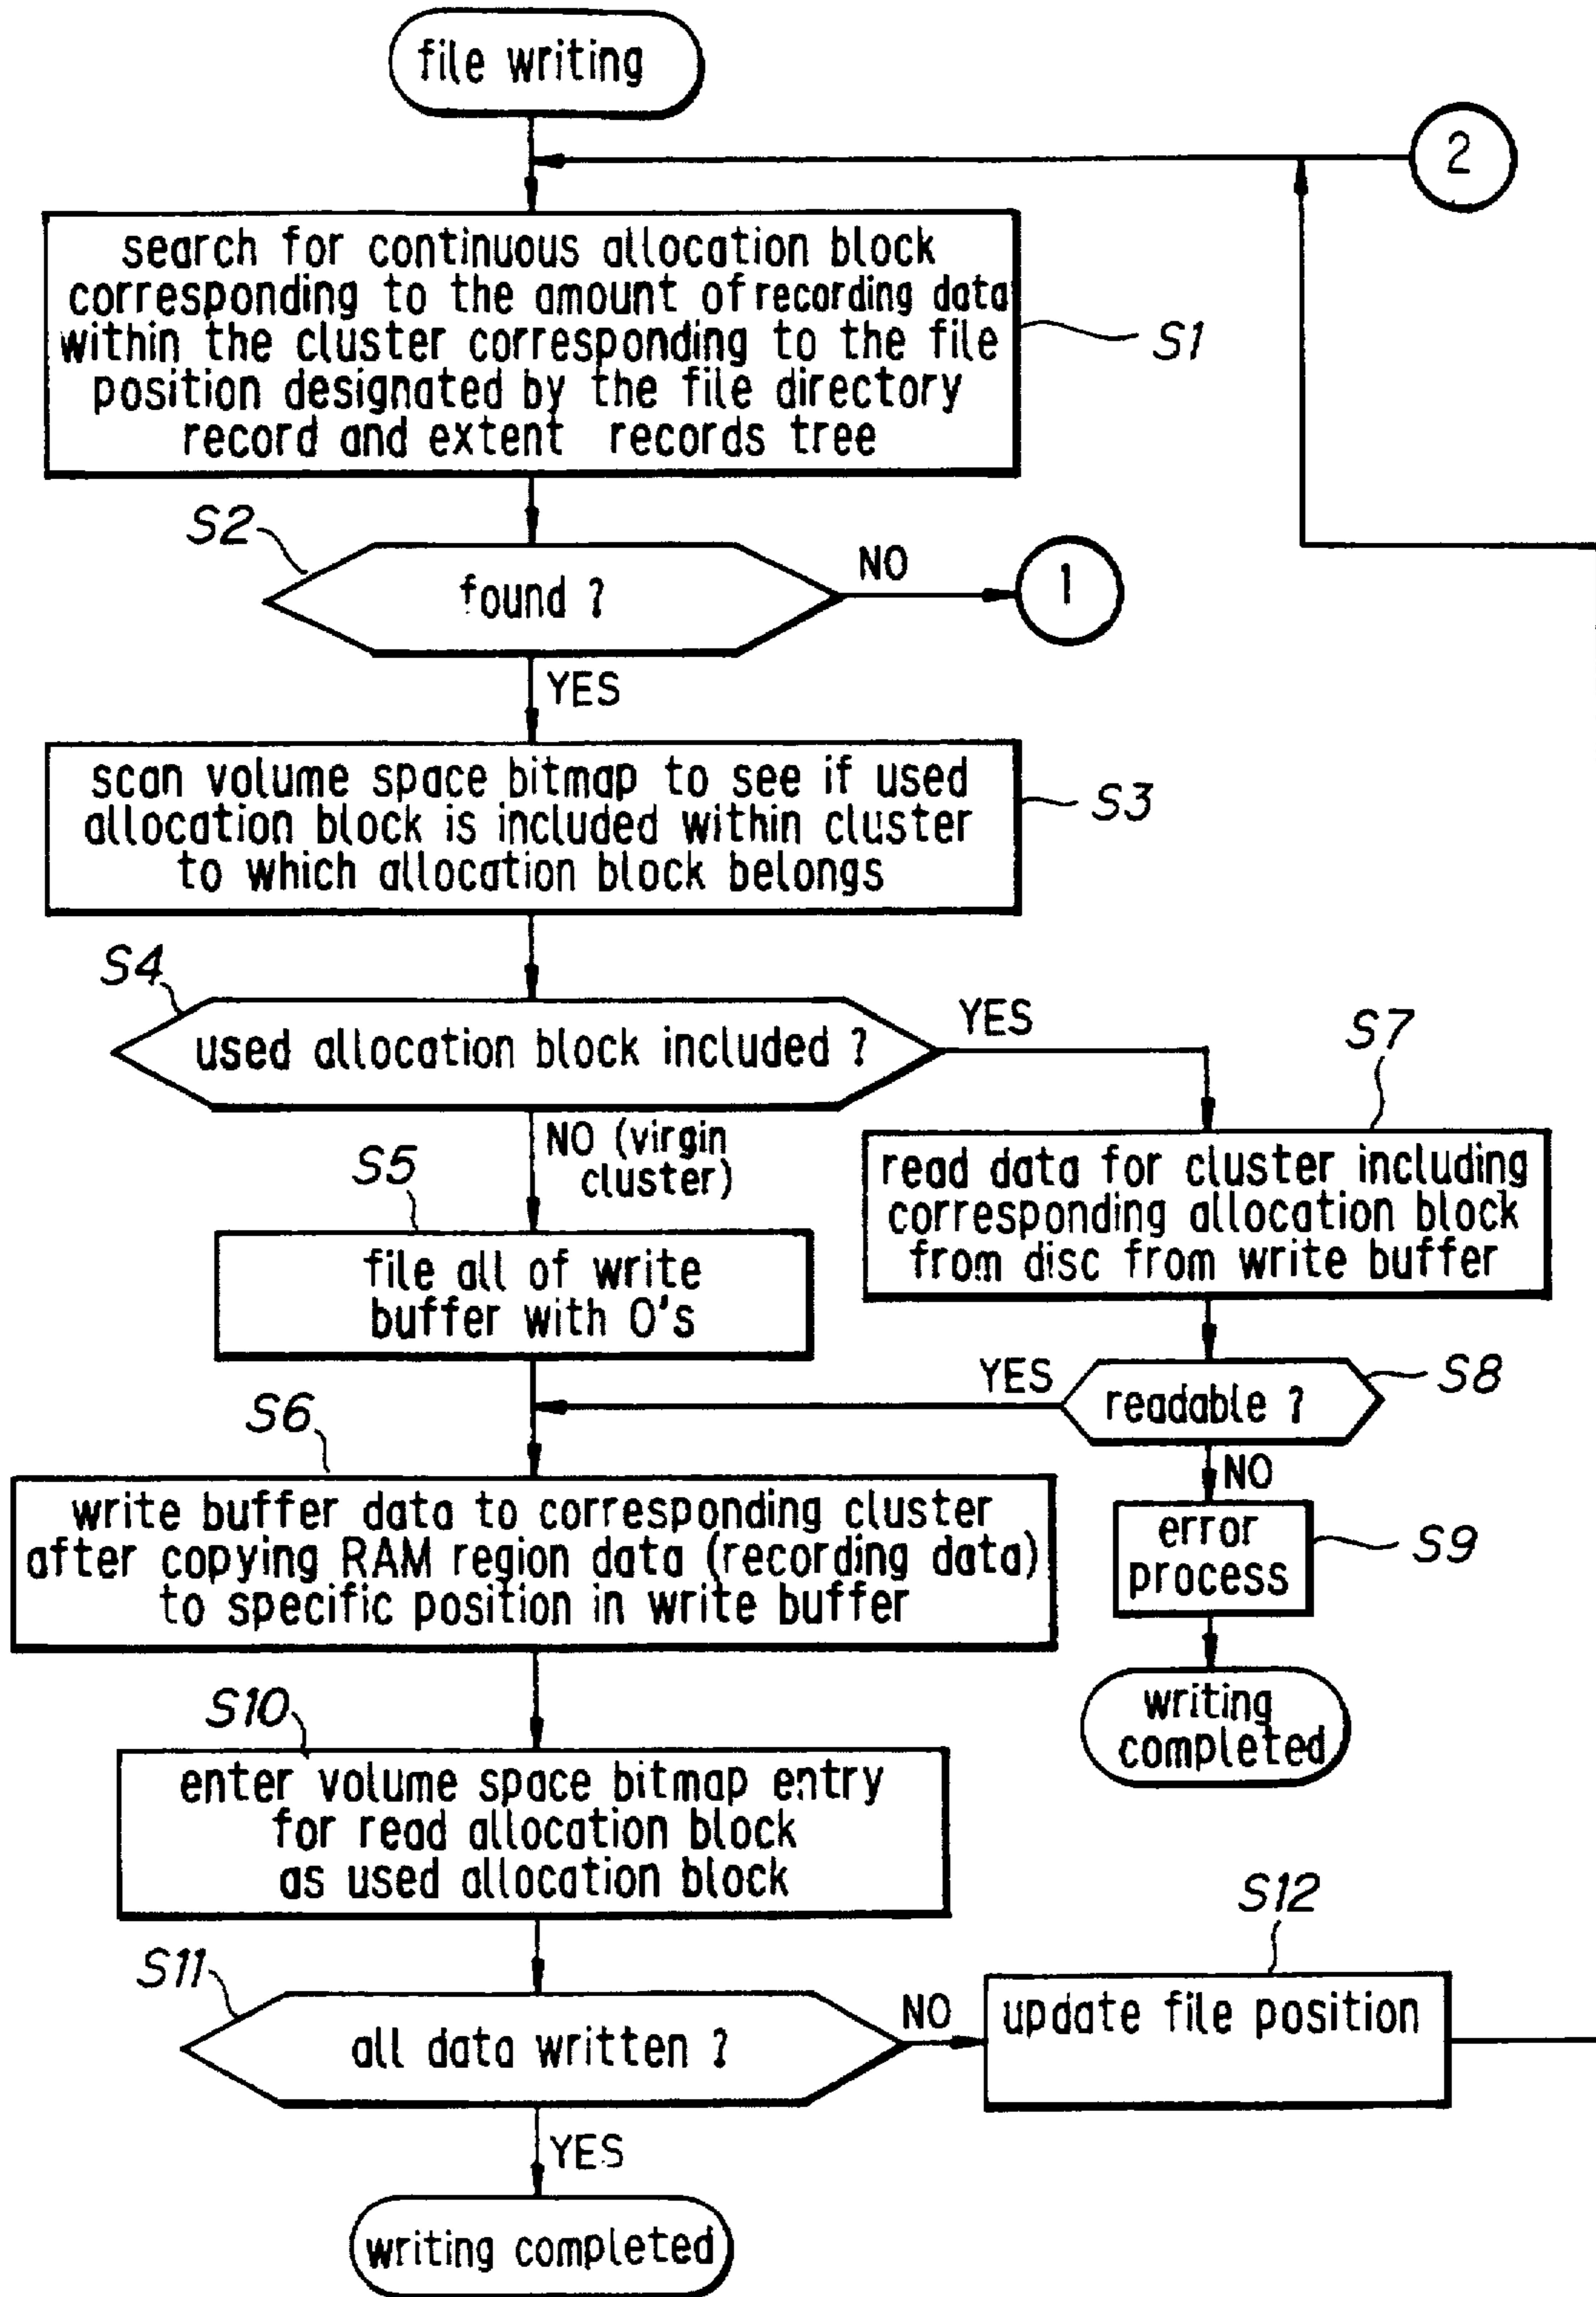 file writing
2
search for continuous allocation block
corresponding to the amount of recording data
within the cluster corresponding to the file
position designated by the file directory
record and extent records tree
S1
S2
found ?
NO
1
YES
scan volume space bitmap to see if used
allocation block is included within cluster
to which allocation block belongs
S3
S4
used allocation block included ?
YES
S7
NO (virgin
cluster)
read data for cluster including
corresponding allocation block
from disc from write buffer
S5
file all of write
buffer with 0's
YES
readable ?
S8
S6
NO
write buffer data to corresponding cluster
after copying RAM region data (recording data)
to specific position in write buffer
error
process
S9
writing
completed
S10
enter volume space bitmap entry
for read allocation block
as used allocation block
S12
S11
all data written ?
NO
update file position
YES
writing completed